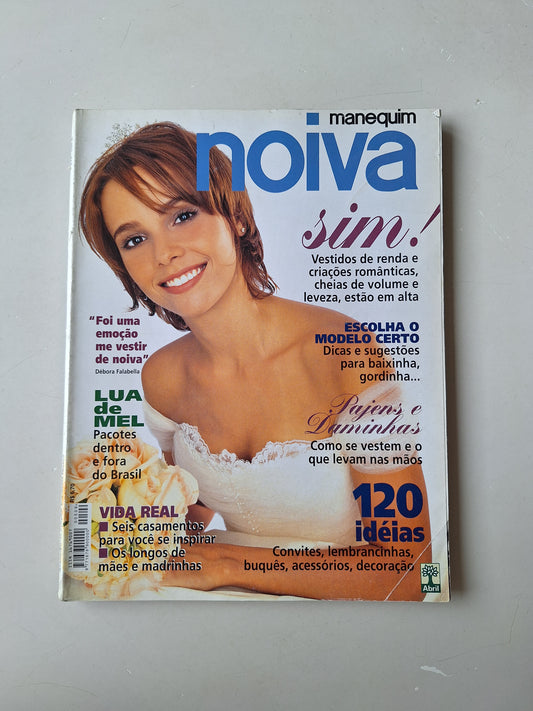 manequim
noiva
sim!
Vestidos de renda e
criações românticas,
cheias de volume e
leveza, estão em alta
"Foi uma
emoção
me vestir
de noiva"
Débora Falabella
ESCOLHA O
MODELO CERTO
Dicas e sugestões
para baixinha,
gordinha...
LUA
de
MEL
Pacotes
dentro
e fora
do Brasil
Pajens e
Daminhas
Como se vestem e o
que levam nas mãos
VIDA REAL
■ Seis casamentos
para você se inspirar
■ Os longos de
mães e madrinhas
120
idéias
Convites, lembrancinhas,
buquês, acessórios, decoração
Abril